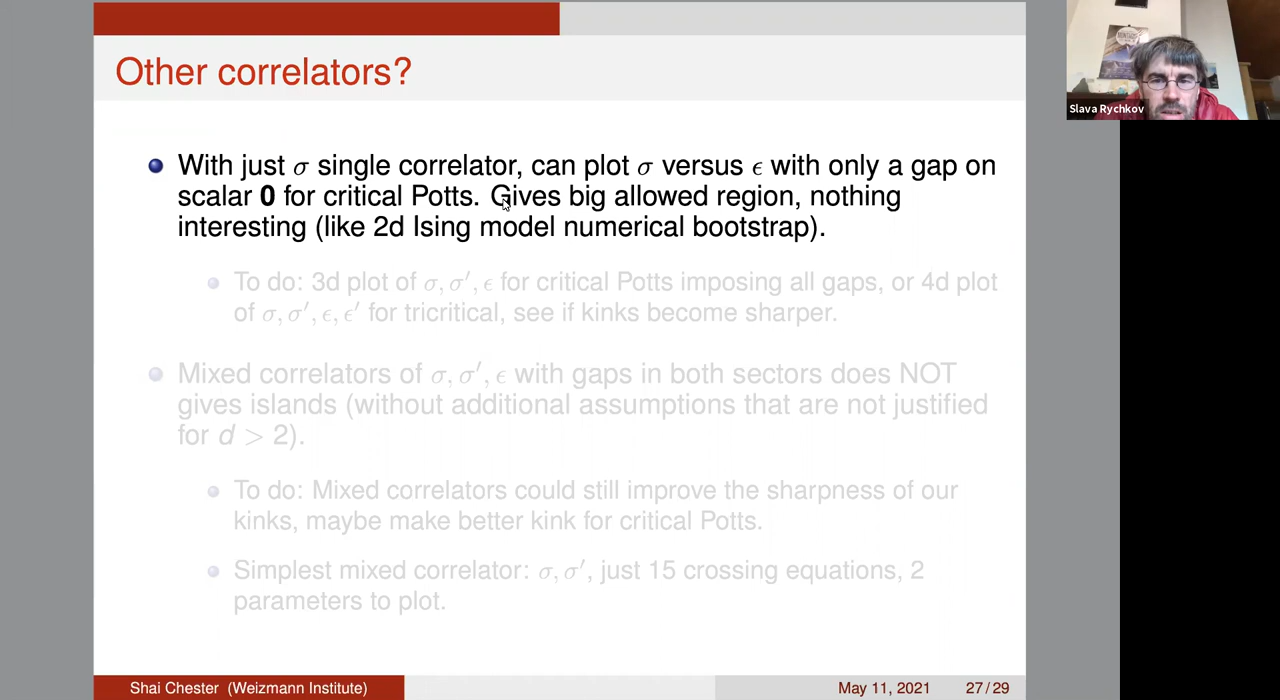 Other correlators?
Slava Rychkov
With just σ single correlator, can plot σ versus ϵ with only a gap on
scalar 0 for critical Potts. Gives big allowed region, nothing
interesting (like 2d Ising model numerical bootstrap).
To do: 3d plot of σ, σ′, ϵ for critical Potts imposing all gaps, or 4d plot
of σ, σ′, ϵ, ϵ′ for tricritical, see if kinks become sharper.
Mixed correlators of σ, σ′, ϵ with gaps in both sectors does NOT
gives islands (without additional assumptions that are not justified
for d > 2).
To do: Mixed correlators could still improve the sharpness of our
kinks, maybe make better kink for critical Potts.
Simplest mixed correlator: σ, σ′, just 15 crossing equations, 2
parameters to plot.
Shai Chester (Weizmann Institute)
May 11, 2021
27 / 29